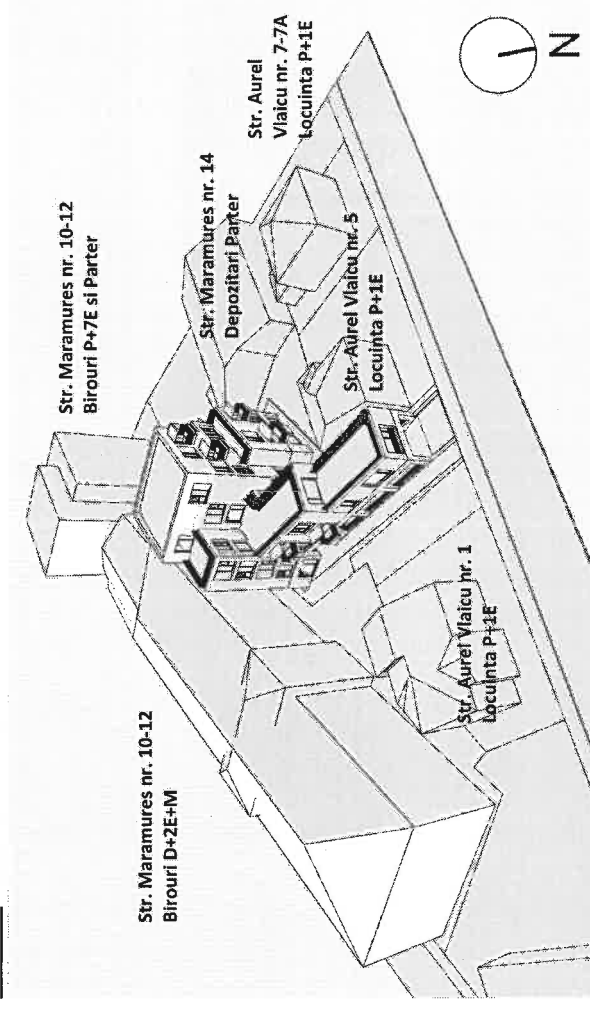 Str. Maramures nr. 10-12
Birouri D+2E+M
Str. Maramures nr. 10-12
Birouri P+7E si Parter
Str. Maramures nr. 14
Depozitari Parter
Str. Aurel
Vlaicu nr. 7-7A
Locuinta P+1E
Str. Aurel Vlaicu nr. 5
Locuinta P+1E
Str. Aurel Vlaicu nr. 1
Locuinta P+1E
N